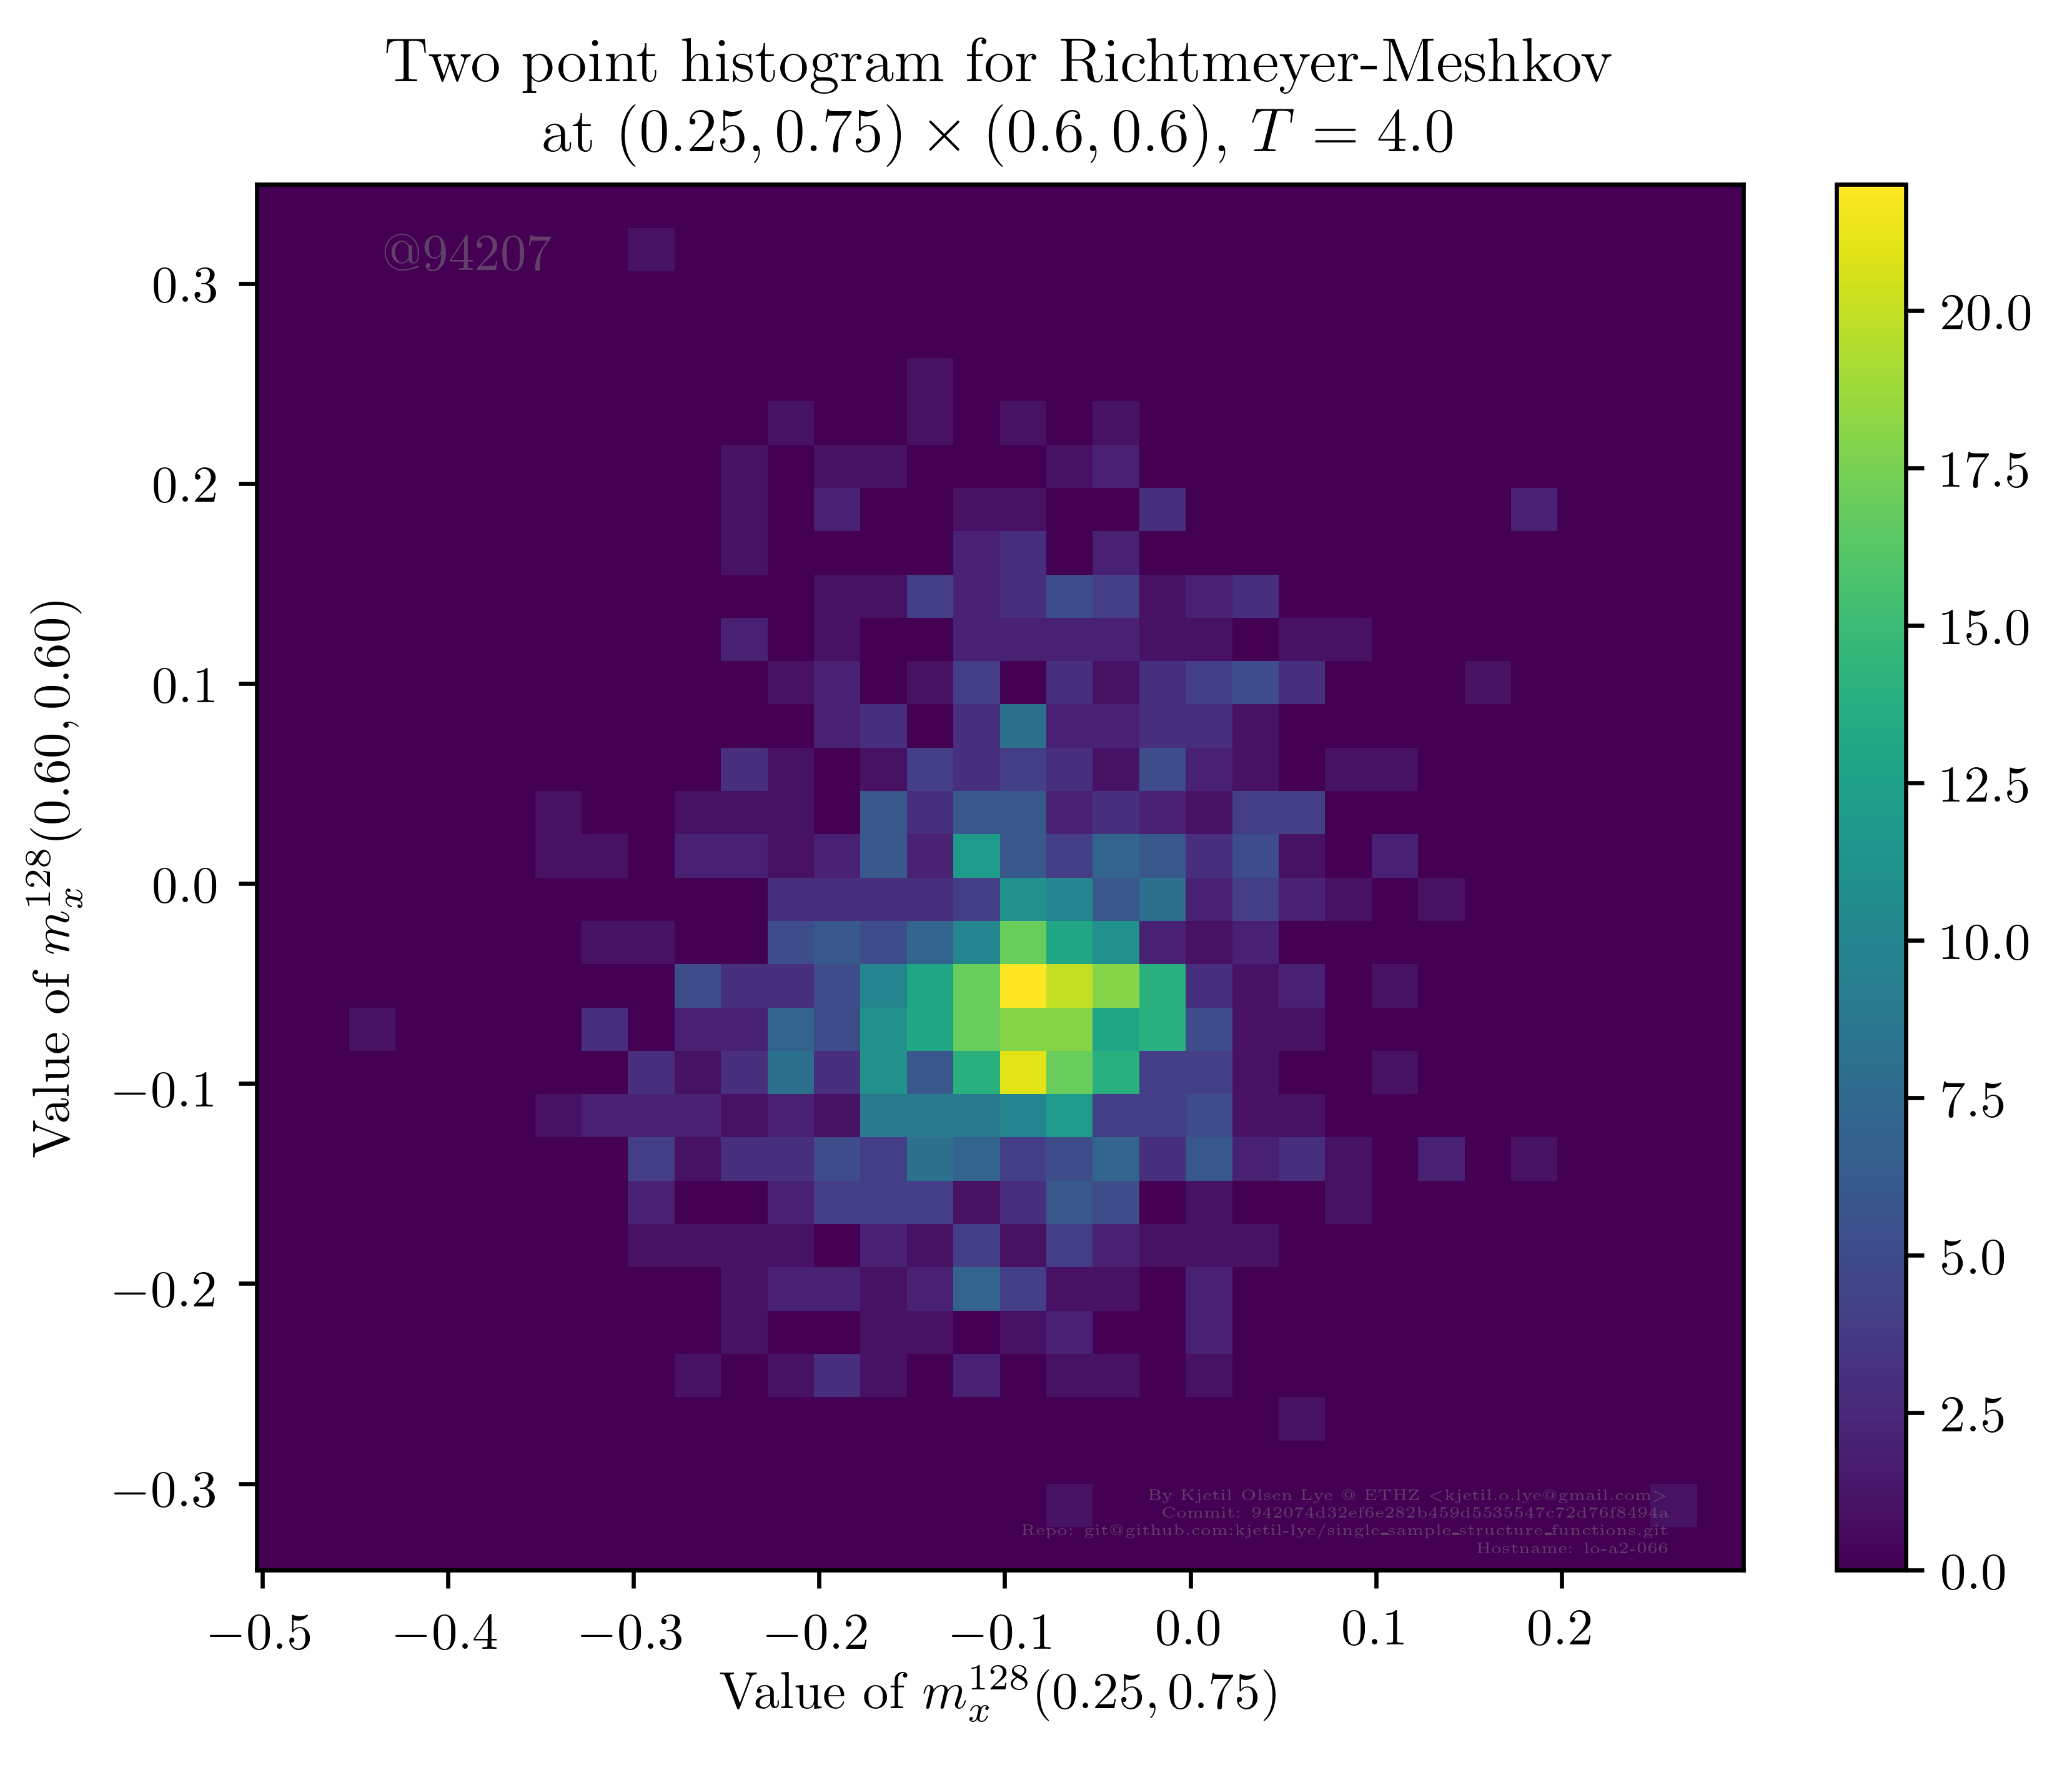 Two point histogram for Richtmeyer-Meshkov
at (0.25, 0.75) × (0.6, 0.6), T = 4.0
@94207
0.3
0.2
0.1
0.0
−0.1
−0.2
−0.3
Value of m_x^128(0.60, 0.60)
−0.5 −0.4 −0.3 −0.2 −0.1 0.0 0.1 0.2
Value of m_x^128(0.25, 0.75)
20.0
17.5
15.0
12.5
10.0
7.5
5.0
2.5
0.0
By Kjetil Olsen Lye @ ETHZ <kjetil.o.lye@gmail.com>
Commit: 942074d32ef6e282b459d5535547c72d76f8494a
Repo: git@github.com:kjetil-lye/single_sample_structure_functions.git
Hostname: lo-a2-066